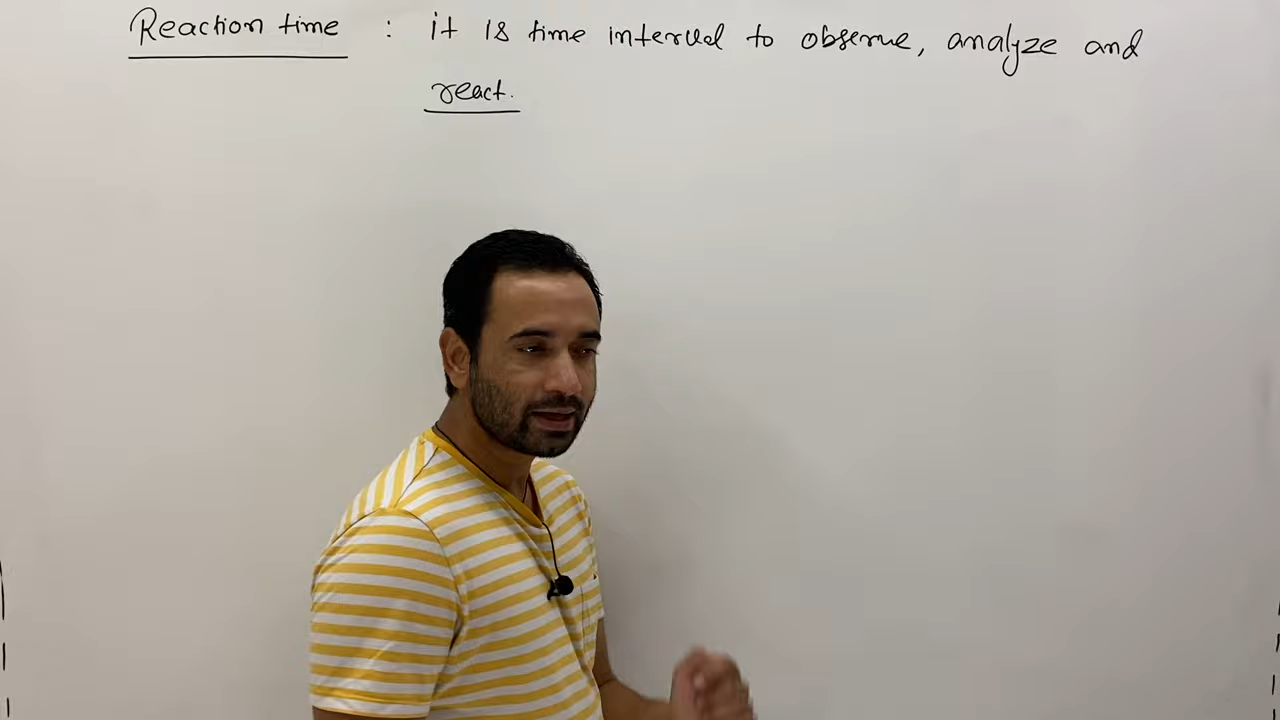 Reaction time : it is time interval to observe, analyze and
react.